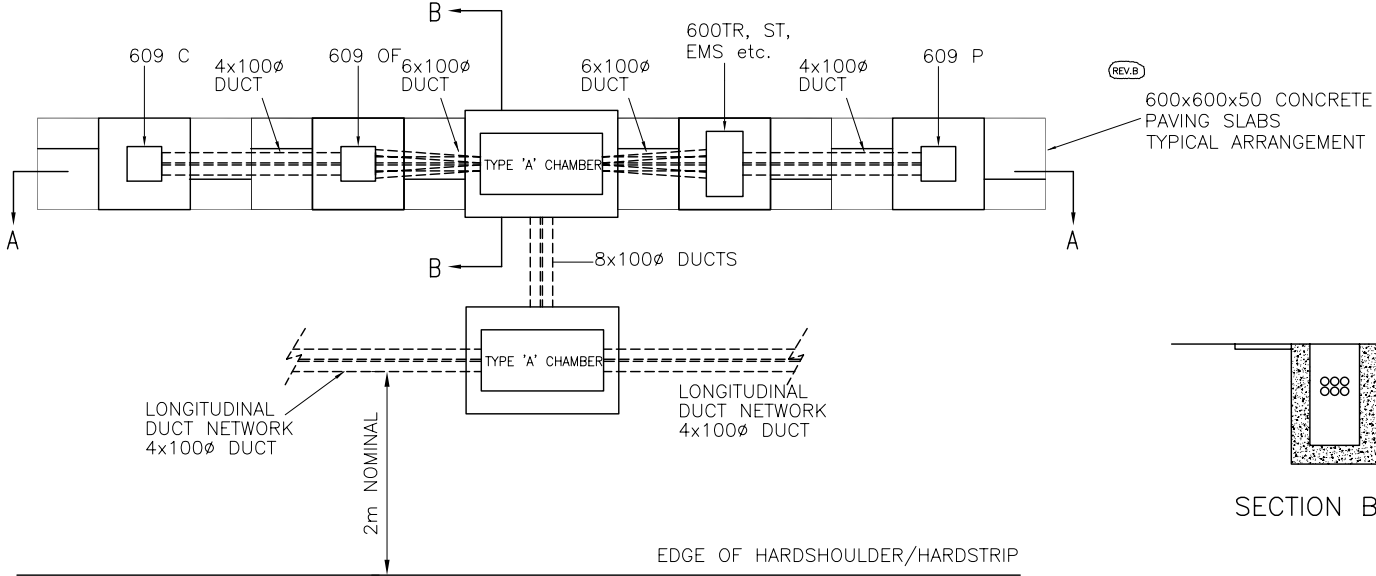 B
600TR, ST,
EMS etc.
609 C
609 OF
6x100ø
DUCT
4x100ø
DUCT
6x100ø
DUCT
4x100ø
DUCT
609 P
REV.B
600x600x50 CONCRETE
PAVING SLABS
TYPICAL ARRANGEMENT
TYPE 'A' CHAMBER
A
A
B
8x100ø DUCTS
TYPE 'A' CHAMBER
LONGITUDINAL
DUCT NETWORK
4x100ø DUCT
LONGITUDINAL
DUCT NETWORK
4x100ø DUCT
2m NOMINAL
SECTION B
EDGE OF HARDSHOULDER/HARDSTRIP